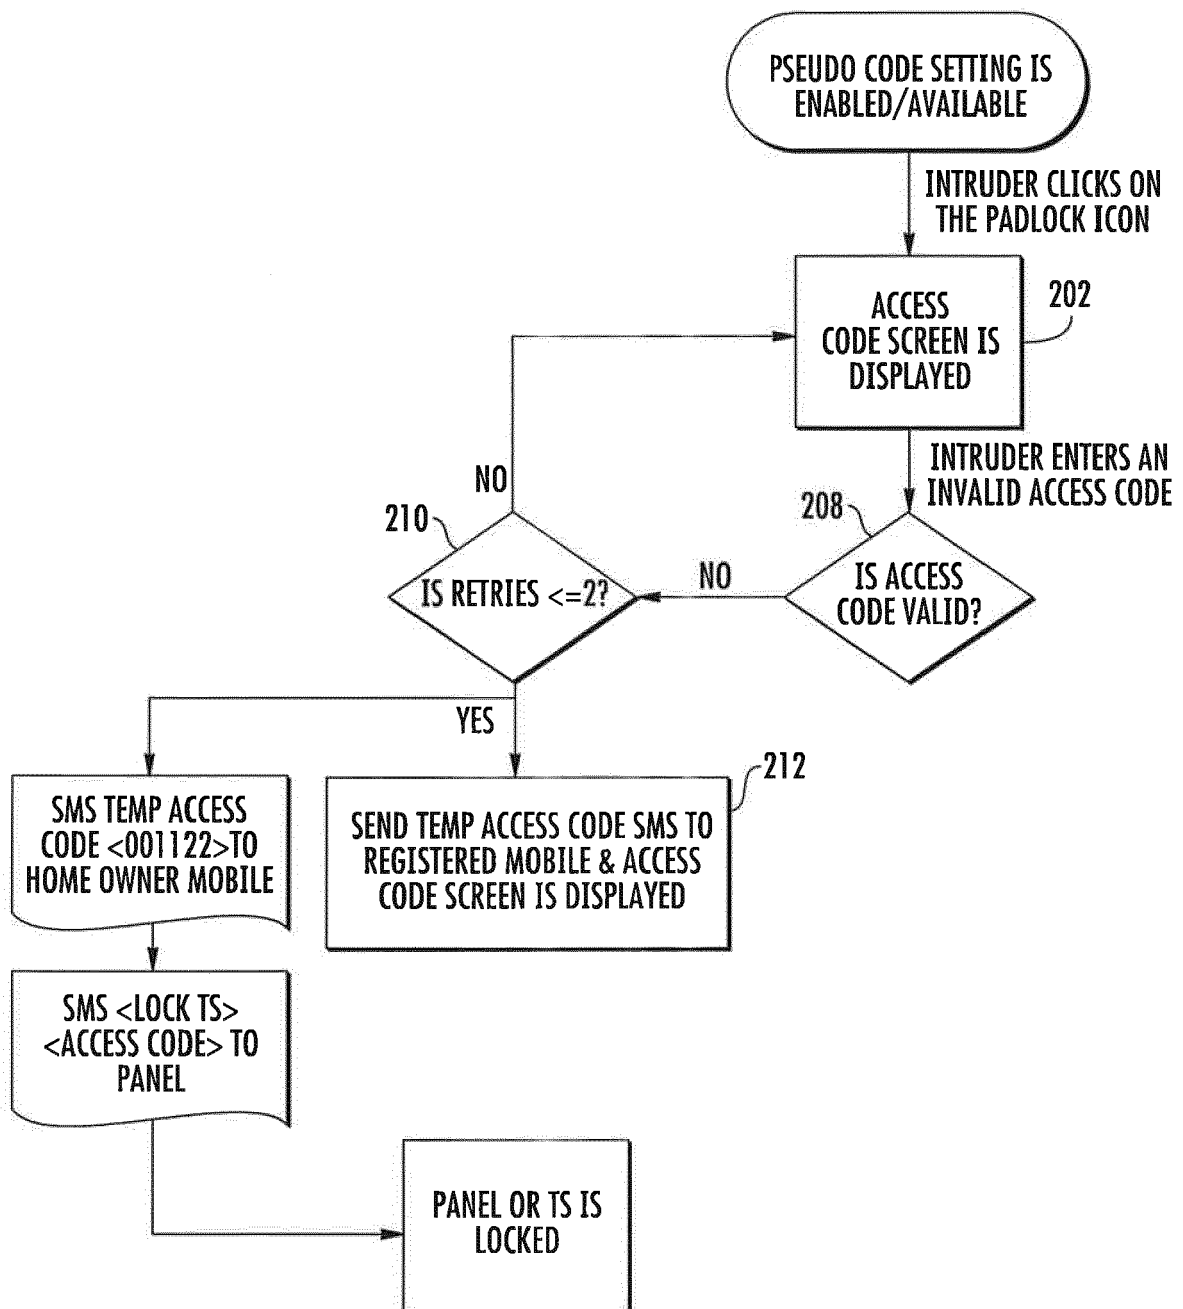 PSEUDO CODE SETTING IS
ENABLED/AVAILABLE
INTRUDER CLICKS ON
THE PADLOCK ICON
ACCESS
CODE SCREEN IS
DISPLAYED
202
INTRUDER ENTERS AN
INVALID ACCESS CODE
208
IS ACCESS
CODE VALID?
NO
210
IS RETRIES <=2?
NO
YES
SMS TEMP ACCESS
CODE <001122>TO
HOME OWNER MOBILE
212
SEND TEMP ACCESS CODE SMS TO
REGISTERED MOBILE & ACCESS
CODE SCREEN IS DISPLAYED
SMS <LOCK TS>
<ACCESS CODE> TO
PANEL
PANEL OR TS IS
LOCKED